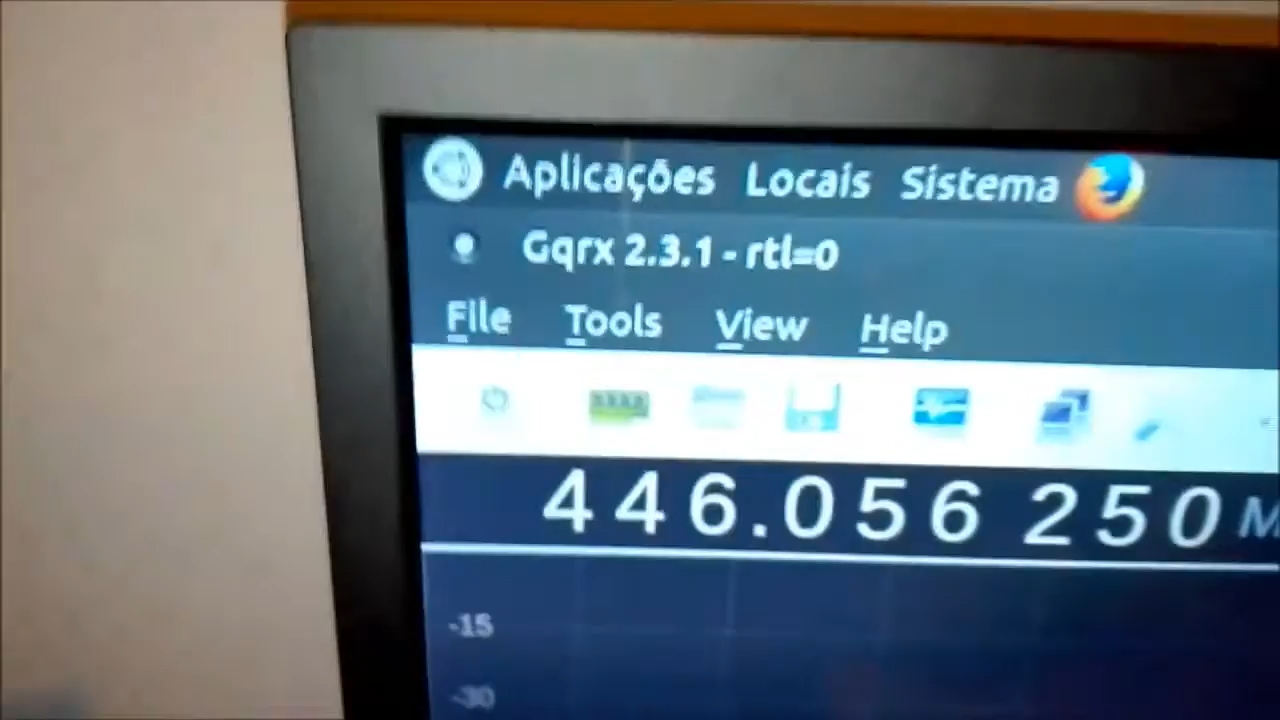 Aplicações Locais Sistema
Gqrx 2.3.1 - rtl=0
File Tools View Help
446.056 250 M
-15
-30